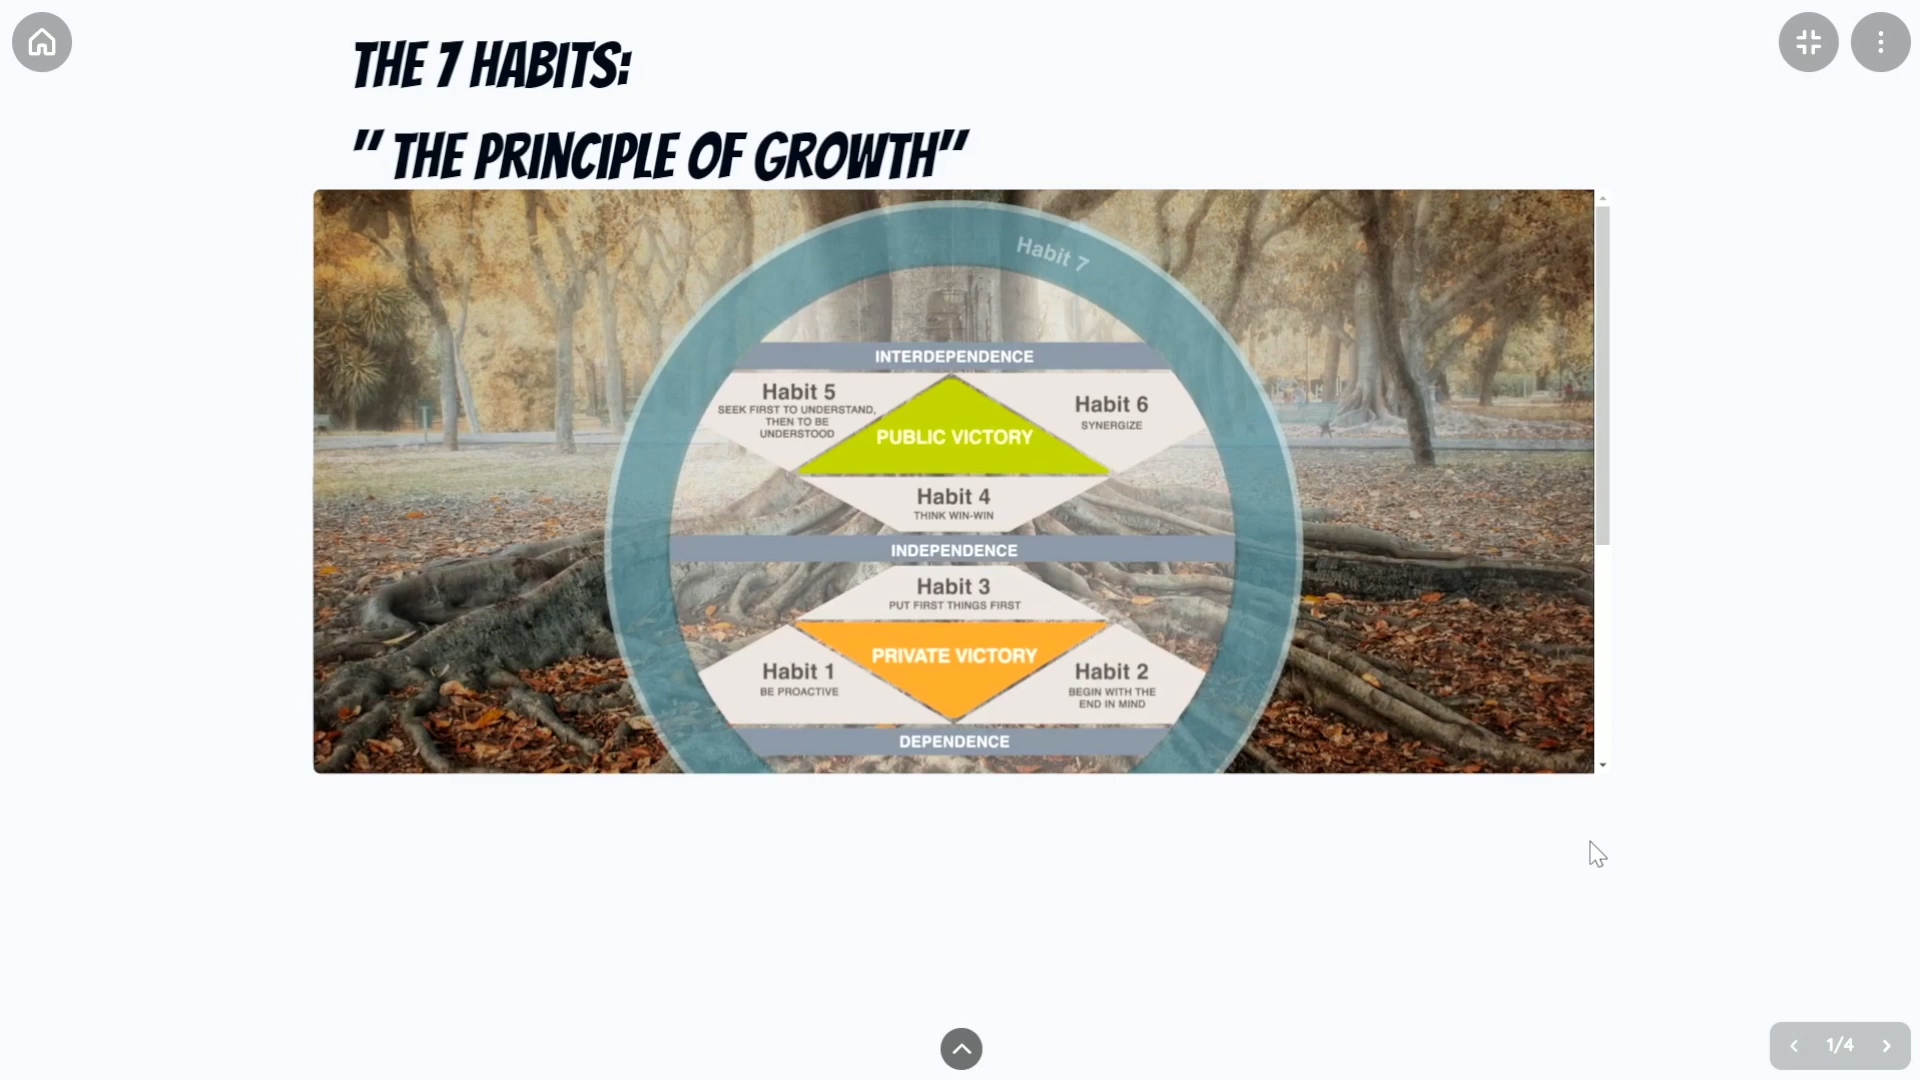 THE 7 HABITS:
" THE PRINCIPLE OF GROWTH"
Habit 7
INTERDEPENDENCE
Habit 5
SEEK FIRST TO UNDERSTAND,
THEN TO BE
UNDERSTOOD
PUBLIC VICTORY
Habit 6
SYNERGIZE
Habit 4
THINK WIN-WIN
INDEPENDENCE
Habit 3
PUT FIRST THINGS FIRST
PRIVATE VICTORY
Habit 1
BE PROACTIVE
Habit 2
BEGIN WITH THE
END IN MIND
DEPENDENCE
1/4